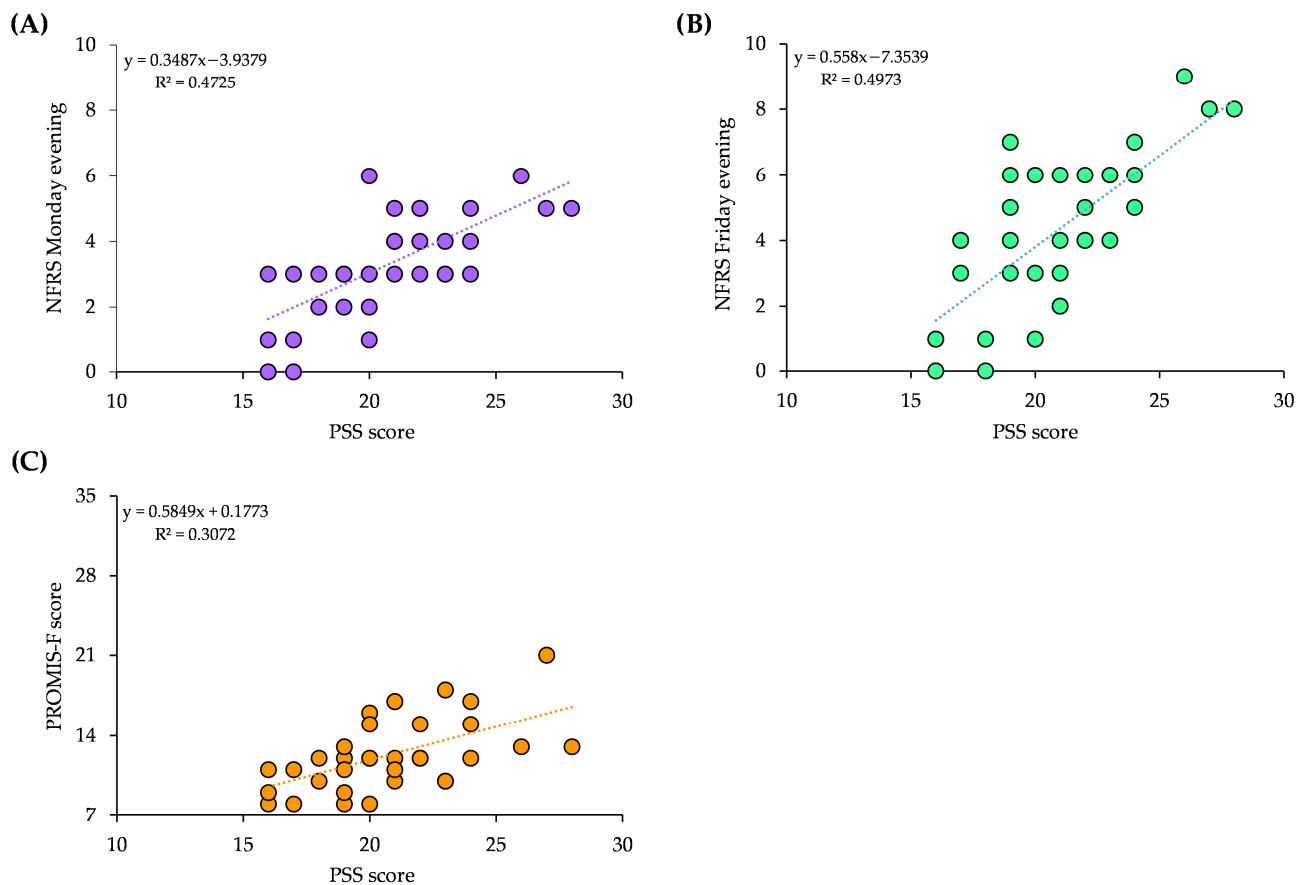 (A)
y = 0.3487x−3.9379
R² = 0.4725
NFRS Monday evening
10
8
6
4
2
0
10 15 20 25 30
PSS score
(B)
y = 0.558x−7.3539
R² = 0.4973
NFRS Friday evening
10
8
6
4
2
0
10 15 20 25 30
PSS score
(C)
y = 0.5849x + 0.1773
R² = 0.3072
PROMIS-F score
35
28
21
14
7
10 15 20 25 30
PSS score